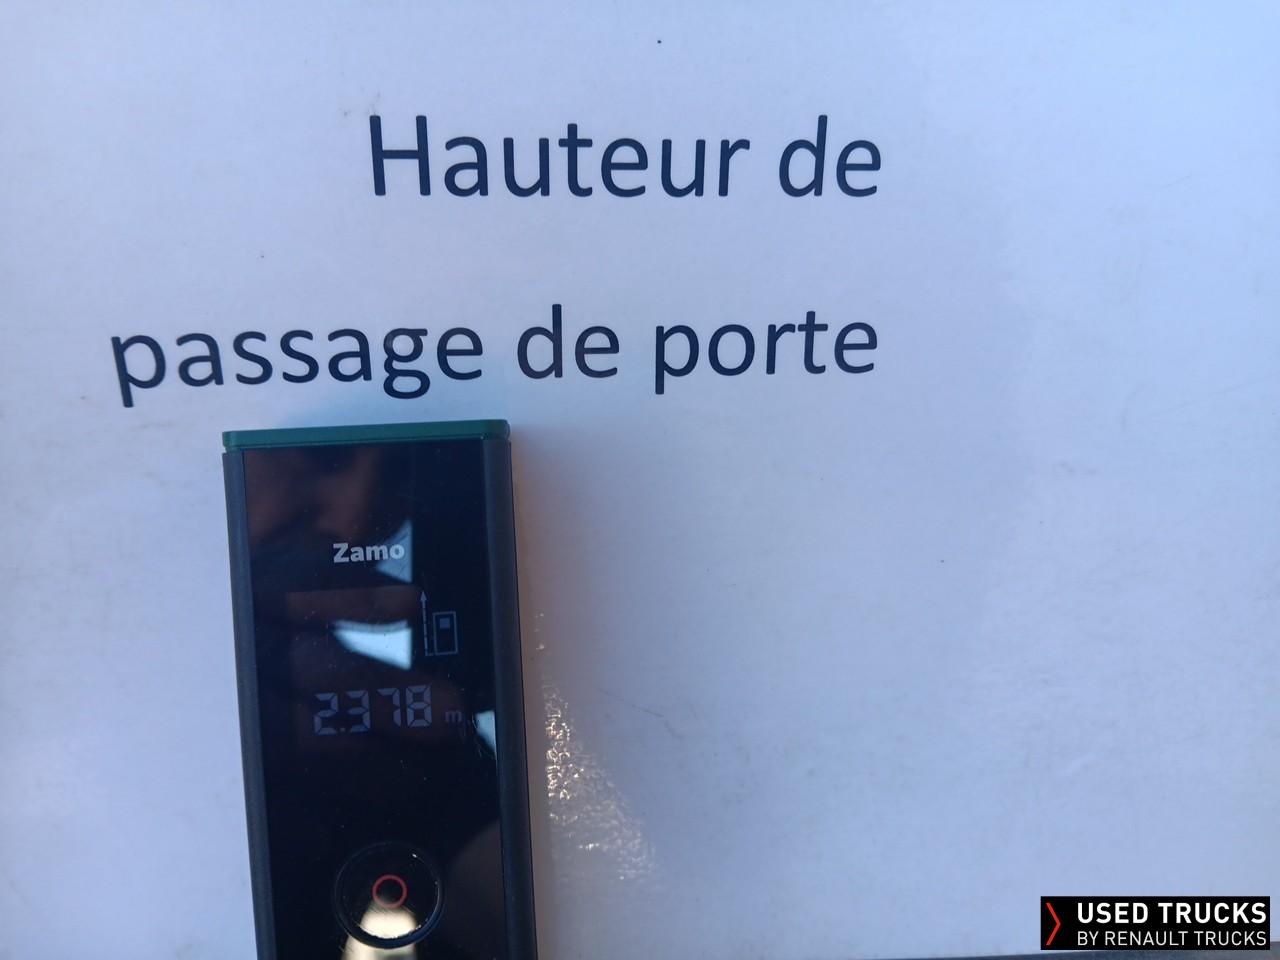 Hauteur de
passage de porte
Zamo
2.378 m
USED TRUCKS
BY RENAULT TRUCKS